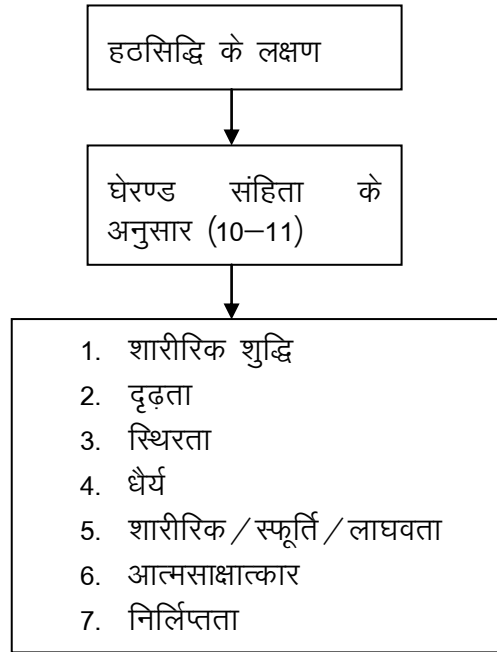 हठसिद्धि के लक्षण
घेरण्ड संहिता के
अनुसार (10–11)
1. शारीरिक शुद्धि
2. दृढ़ता
3. स्थिरता
4. धैर्य
5. शारीरिक/स्फूर्ति/लाघवता
6. आत्मसाक्षात्कार
7. निर्लिप्तता